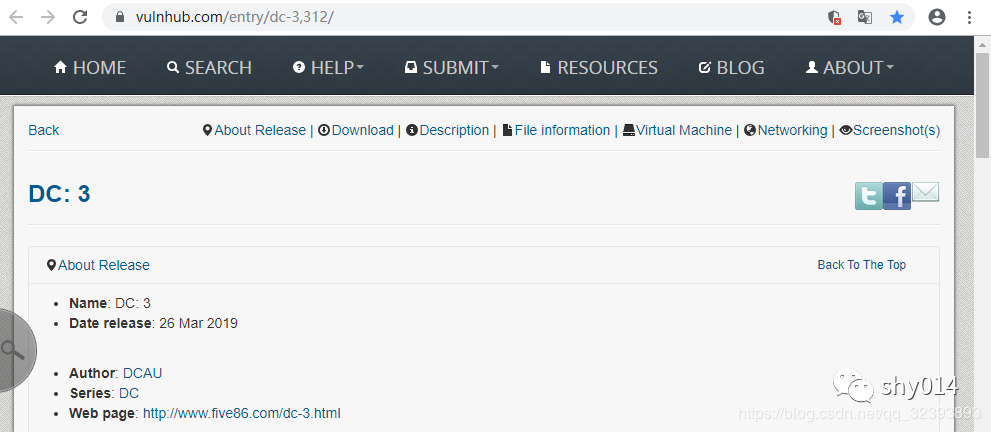 vulnhub.com/entry/dc-3,312/
HOME SEARCH HELP SUBMIT RESOURCES BLOG ABOUT
Back About Release | Download | Description | File information | Virtual Machine | Networking | Screenshot(s)
DC: 3
About Release Back To The Top
Name: DC: 3
Date release: 26 Mar 2019
Author: DCAU
Series: DC
Web page: http://www.five86.com/dc-3.html
shy014
https://blog.csdn.net/qq_32393893